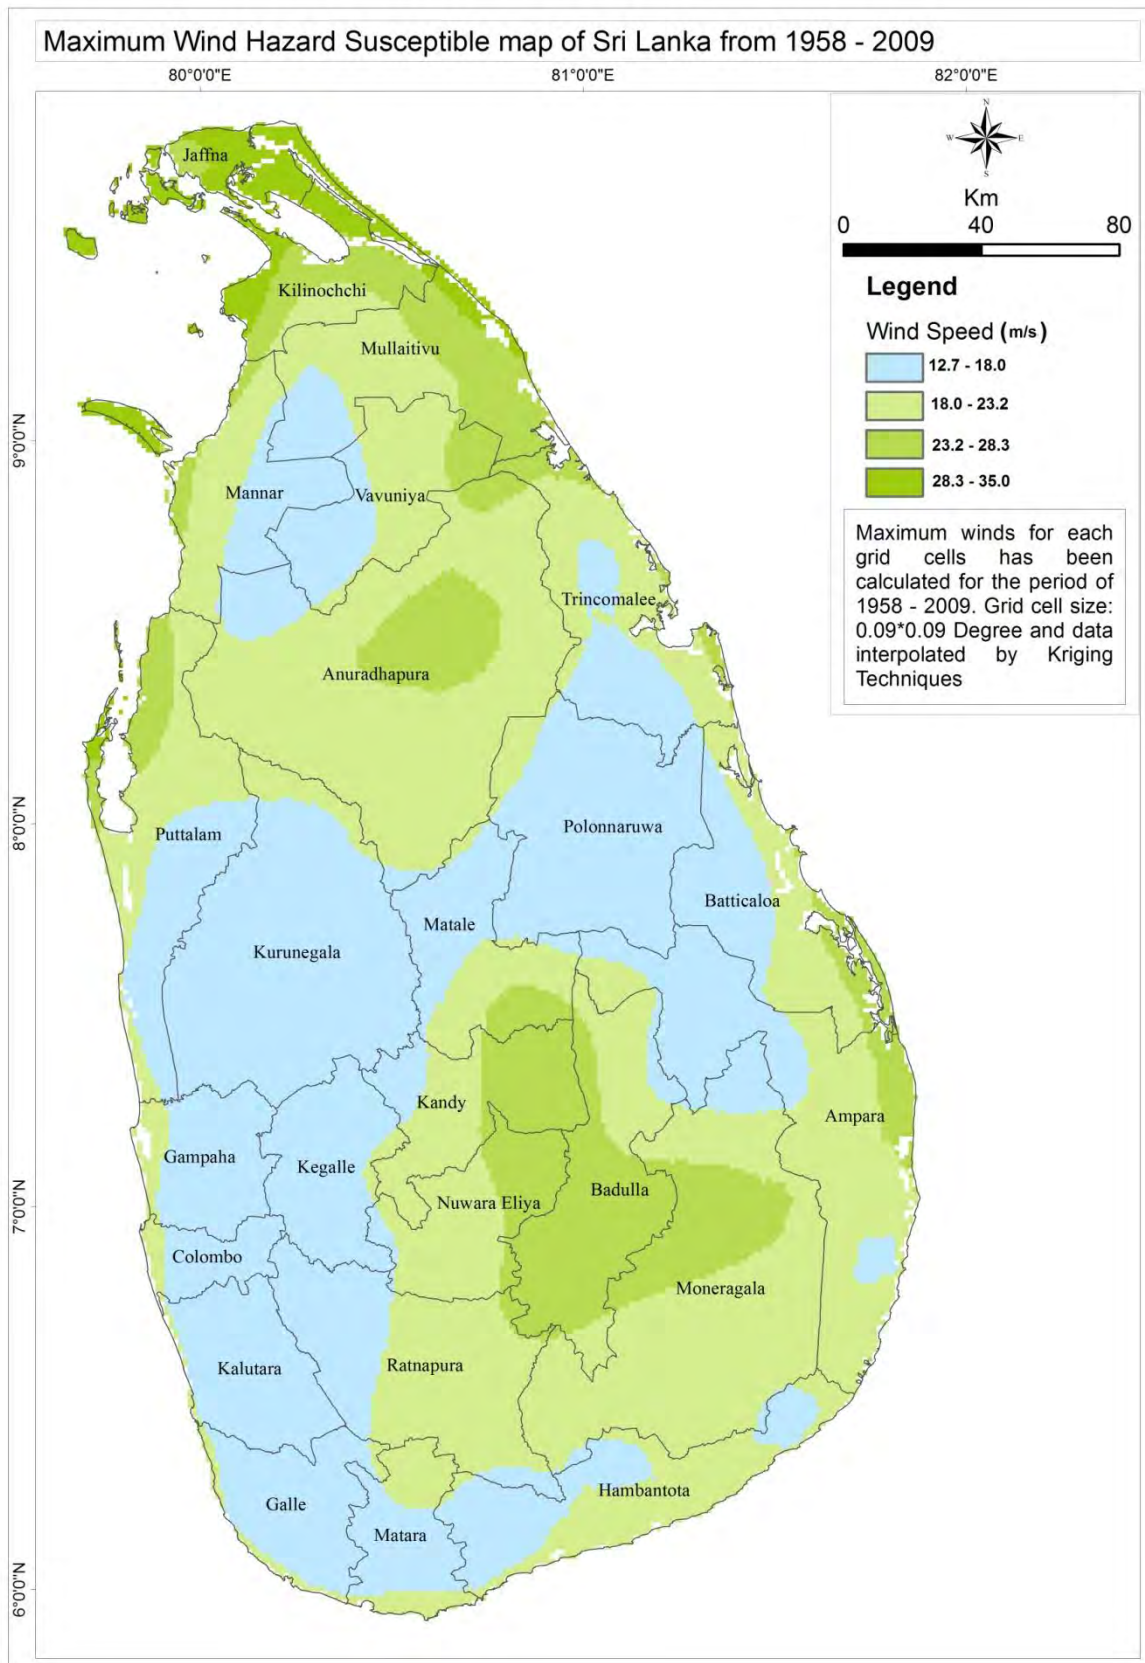 Maximum Wind Hazard Susceptible map of Sri Lanka from 1958 - 2009
80°0'0"E
81°0'0"E
82°0'0"E
N
W
E
S
Km
0
40
80
Legend
Wind Speed (m/s)
12.7 - 18.0
18.0 - 23.2
23.2 - 28.3
28.3 - 35.0
Maximum winds for each
grid cells has been
calculated for the period of
1958 - 2009. Grid cell size:
0.09*0.09 Degree and data
interpolated by Kriging
Techniques
Jaffna
Kilinochchi
Mullaitivu
9°0'0"N
Mannar
Vavuniya
Trincomalee
Anuradhapura
8°0'0"N
Puttalam
Polonnaruwa
Batticaloa
Matale
Kurunegala
Kandy
Ampara
Gampaha
Kegalle
7°0'0"N
Nuwara Eliya
Badulla
Colombo
Moneragala
Kalutara
Ratnapura
Hambantota
Galle
Matara
6°0'0"N